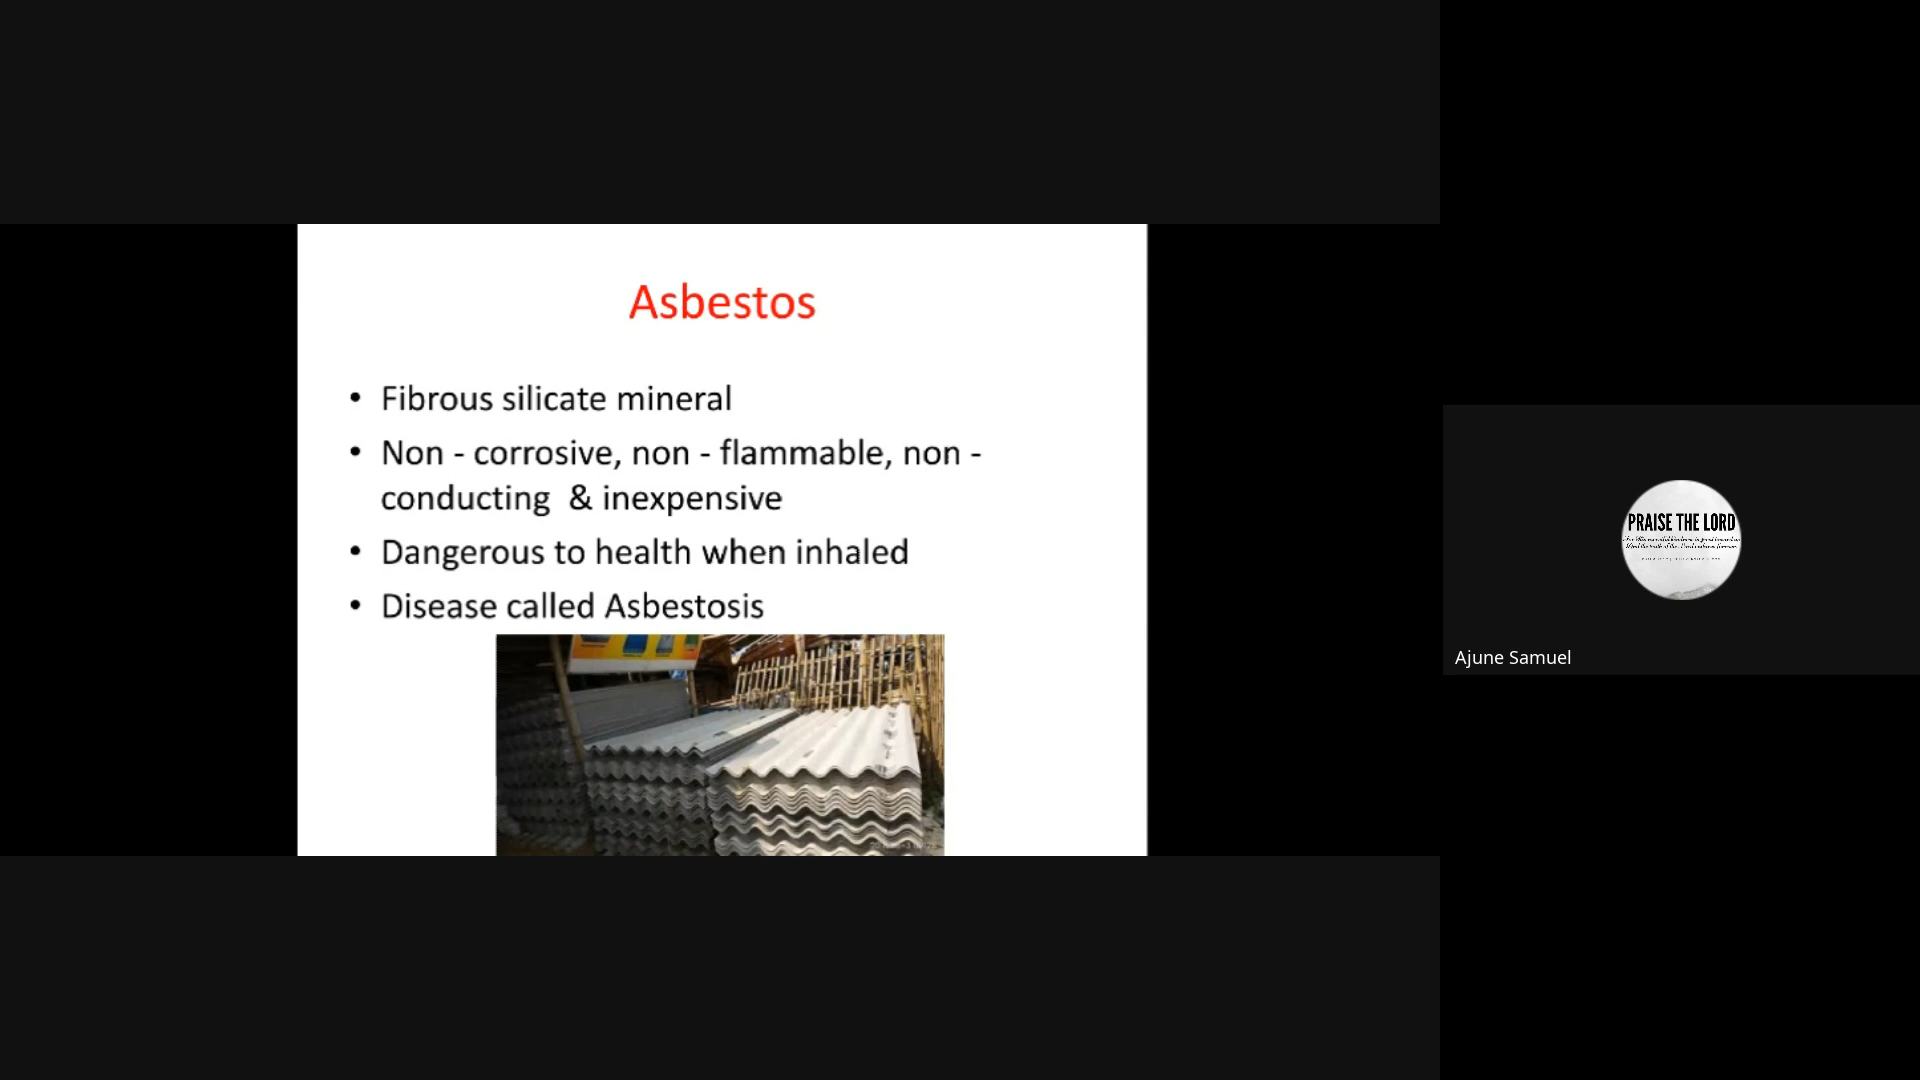 Asbestos
• Fibrous silicate mineral
• Non - corrosive, non - flammable, non -
conducting  & inexpensive
• Dangerous to health when inhaled
• Disease called Asbestosis
PRAISE THE LORD
Ajune Samuel